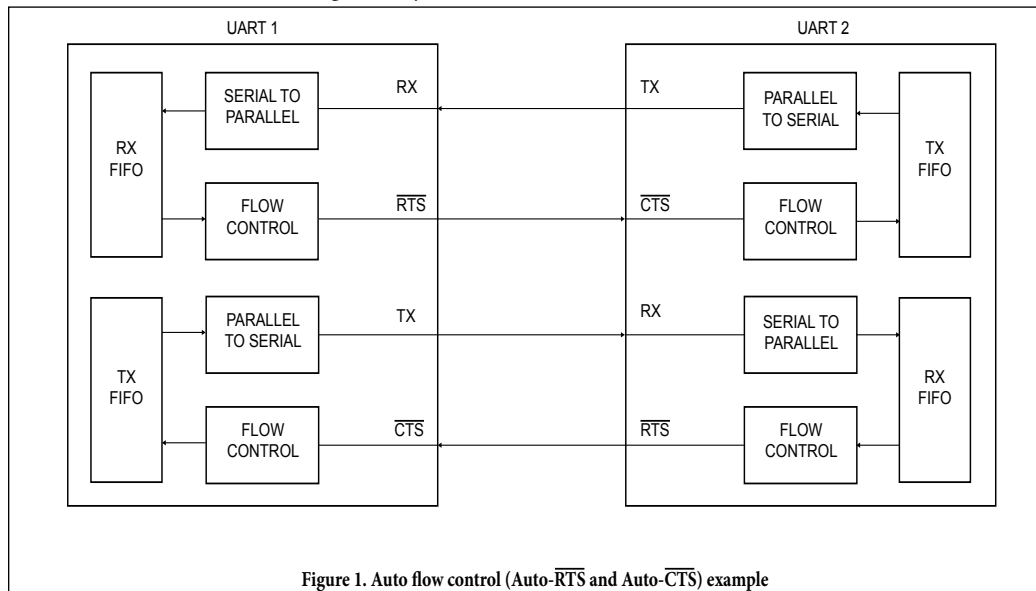 UART 1
UART 2
RX
FIFO
SERIAL TO
PARALLEL
RX
TX
PARALLEL
TO SERIAL
TX
FIFO
FLOW
CONTROL
RTS
CTS
FLOW
CONTROL
TX
FIFO
PARALLEL
TO SERIAL
TX
RX
SERIAL TO
PARALLEL
RX
FIFO
FLOW
CONTROL
CTS
RTS
FLOW
CONTROL
Figure 1. Auto flow control (Auto-RTS and Auto-CTS) example